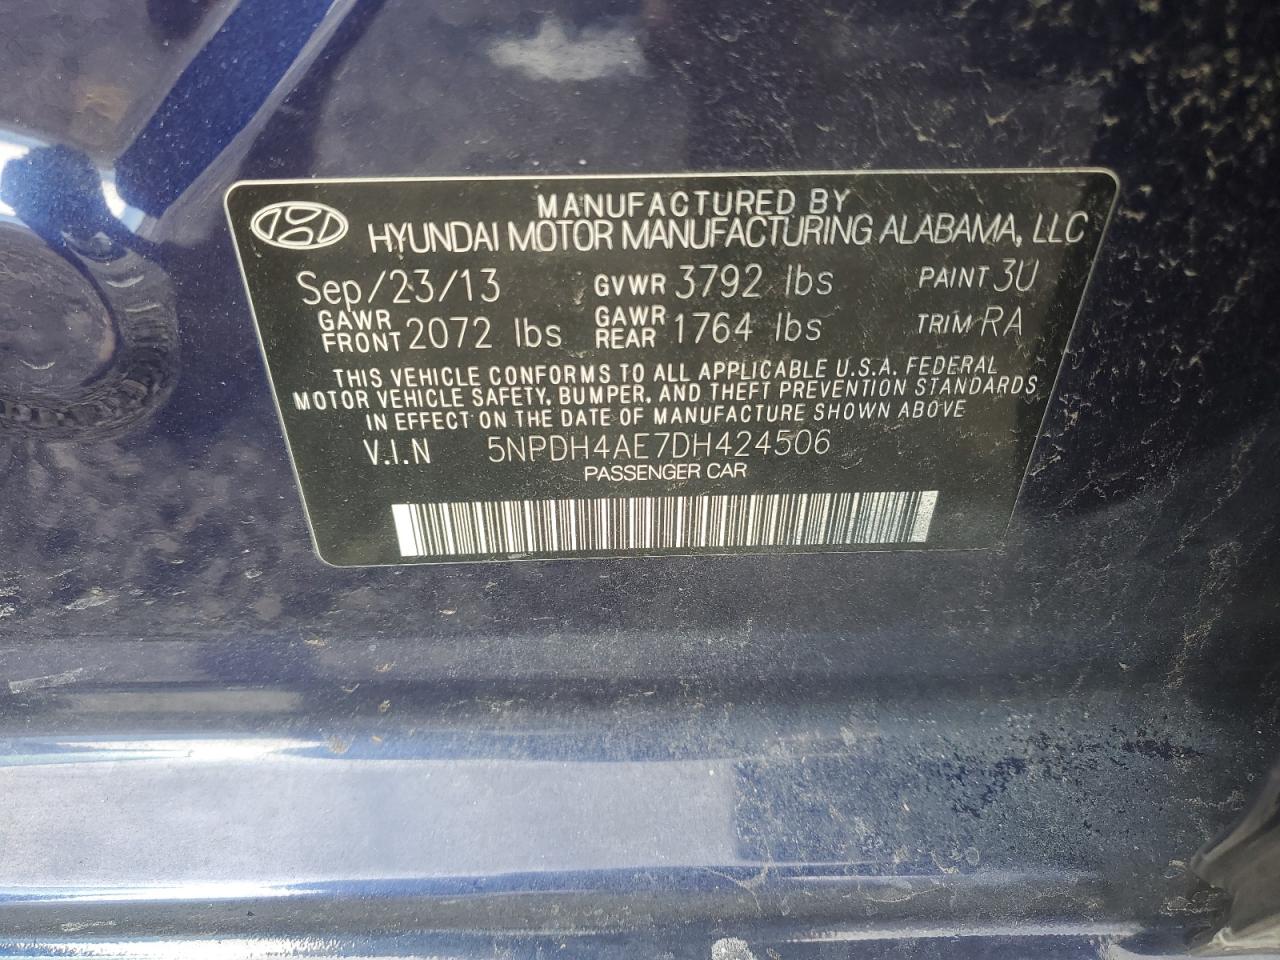 MANUFACTURED BY
HYUNDAI MOTOR MANUFACTURING ALABAMA, LLC
Sep/23/13 GVWR 3792 lbs PAINT 3U
GAWR FRONT 2072 lbs GAWR REAR 1764 lbs TRIM RA
THIS VEHICLE CONFORMS TO ALL APPLICABLE U.S.A. FEDERAL
MOTOR VEHICLE SAFETY, BUMPER, AND THEFT PREVENTION STANDARDS
IN EFFECT ON THE DATE OF MANUFACTURE SHOWN ABOVE
V.I.N 5NPDH4AE7DH424506
PASSENGER CAR